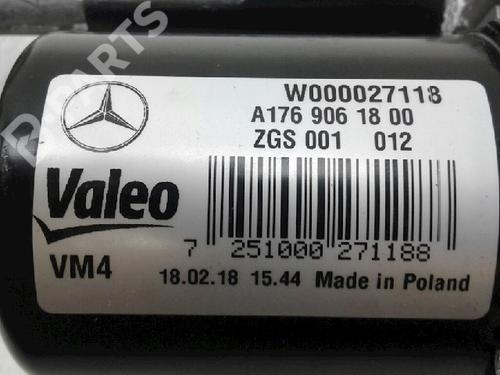 B-PARTS
W000027118
A176 906 18 00
ZGS 001 012
Valeo
7 251000 271188
VM4
18.02.18 15.44 Made in Poland